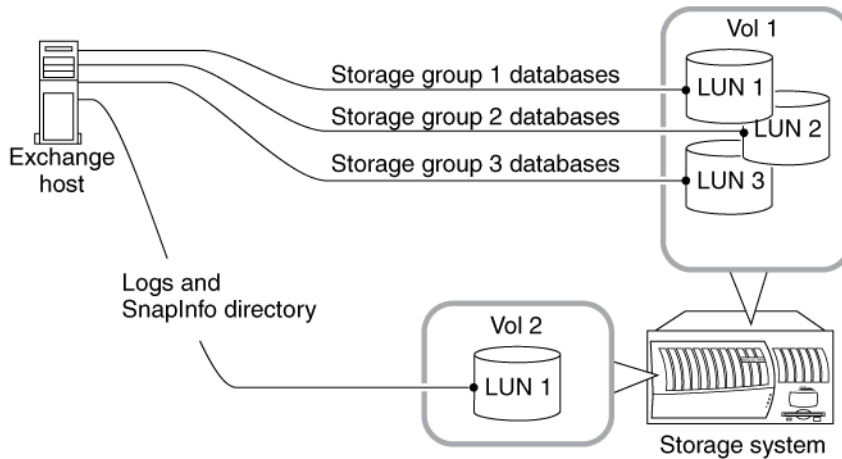 Vol 1
Storage group 1 databases
LUN 1
Storage group 2 databases
LUN 2
Exchange
host
Storage group 3 databases
LUN 3
Logs and
SnapInfo directory
Vol 2
LUN 1
Storage system